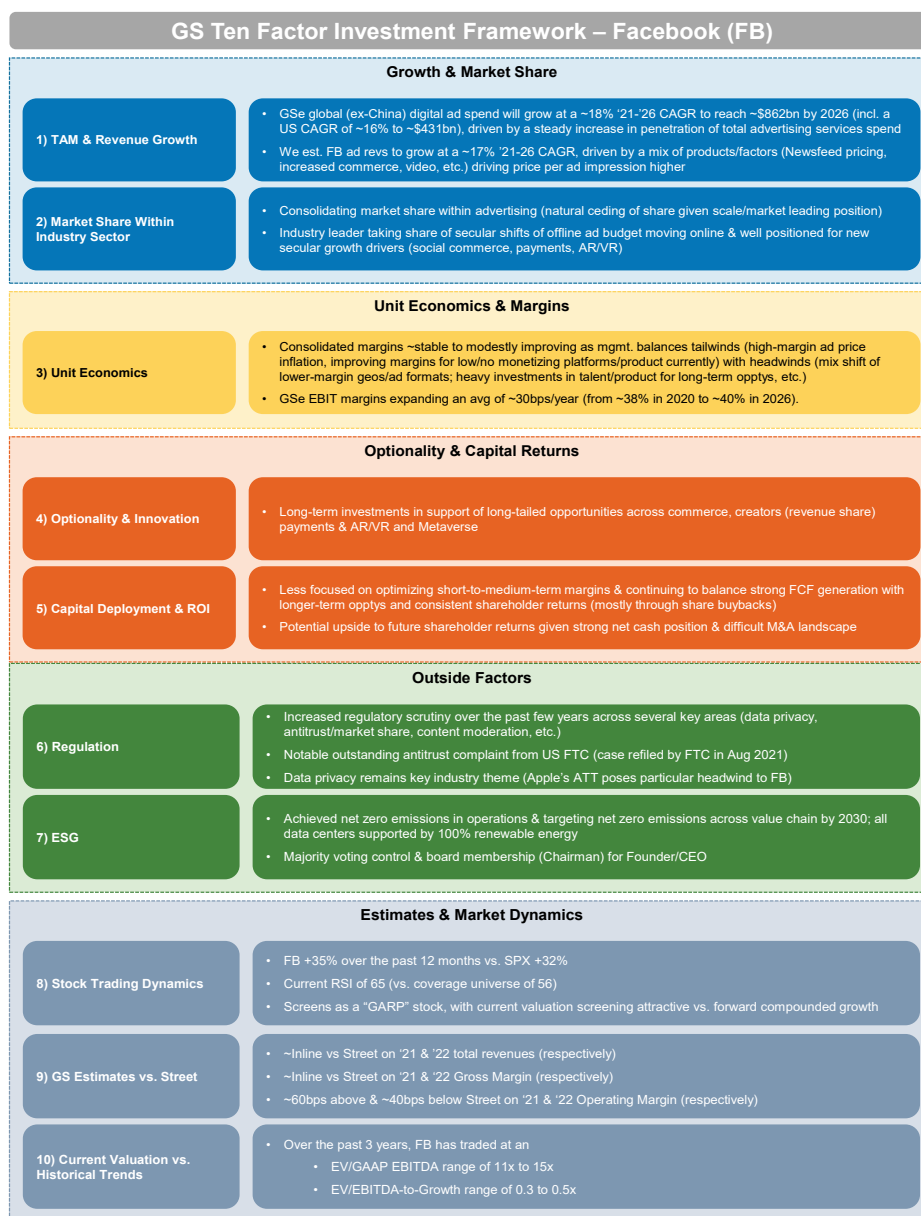 GS Ten Factor Investment Framework – Facebook (FB)
Growth & Market Share
1) TAM & Revenue Growth
• GSe global (ex-China) digital ad spend will grow at a ~18% ‘21-’26 CAGR to reach ~$862bn by 2026 (incl. a
US CAGR of ~16% to ~$431bn), driven by a steady increase in penetration of total advertising services spend
• We est. FB ad revs to grow at a ~17% ’21-26 CAGR, driven by a mix of products/factors (Newsfeed pricing,
increased commerce, video, etc.) driving price per ad impression higher
2) Market Share Within
Industry Sector
• Consolidating market share within advertising (natural ceding of share given scale/market leading position)
• Industry leader taking share of secular shifts of offline ad budget moving online & well positioned for new
secular growth drivers (social commerce, payments, AR/VR)
Unit Economics & Margins
3) Unit Economics
• Consolidated margins ~stable to modestly improving as mgmt. balances tailwinds (high-margin ad price
inflation, improving margins for low/no monetizing platforms/product currently) with headwinds (mix shift of
lower-margin geos/ad formats; heavy investments in talent/product for long-term opptys, etc.)
• GSe EBIT margins expanding an avg of ~30bps/year (from ~38% in 2020 to ~40% in 2026).
Optionality & Capital Returns
4) Optionality & Innovation
• Long-term investments in support of long-tailed opportunities across commerce, creators (revenue share)
payments & AR/VR and Metaverse
5) Capital Deployment & ROI
• Less focused on optimizing short-to-medium-term margins & continuing to balance strong FCF generation with
longer-term opptys and consistent shareholder returns (mostly through share buybacks)
• Potential upside to future shareholder returns given strong net cash position & difficult M&A landscape
Outside Factors
6) Regulation
• Increased regulatory scrutiny over the past few years across several key areas (data privacy,
antitrust/market share, content moderation, etc.)
• Notable outstanding antitrust complaint from US FTC (case refiled by FTC in Aug 2021)
• Data privacy remains key industry theme (Apple’s ATT poses particular headwind to FB)
7) ESG
• Achieved net zero emissions in operations & targeting net zero emissions across value chain by 2030; all
data centers supported by 100% renewable energy
• Majority voting control & board membership (Chairman) for Founder/CEO
Estimates & Market Dynamics
8) Stock Trading Dynamics
• FB +35% over the past 12 months vs. SPX +32%
• Current RSI of 65 (vs. coverage universe of 56)
• Screens as a “GARP” stock, with current valuation screening attractive vs. forward compounded growth
9) GS Estimates vs. Street
• ~Inline vs Street on ‘21 & ’22 total revenues (respectively)
• ~Inline vs Street on ‘21 & ‘22 Gross Margin (respectively)
• ~60bps above & ~40bps below Street on ‘21 & ‘22 Operating Margin (respectively)
10) Current Valuation vs.
Historical Trends
• Over the past 3 years, FB has traded at an
• EV/GAAP EBITDA range of 11x to 15x
• EV/EBITDA-to-Growth range of 0.3 to 0.5x